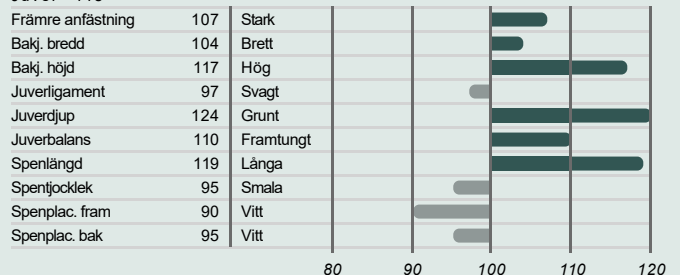 Främre anfästning 107 Stark
Bakj. bredd 104 Brett
Bakj. höjd 117 Hög
Juverligament 97 Svagt
Juverdjup 124 Grunt
Juverbalans 110 Framtungt
Spenlängd 119 Långa
Spentjocklek 95 Smala
Spenplac. fram 90 Vitt
Spenplac. bak 95 Vitt
80 90 100 110 120